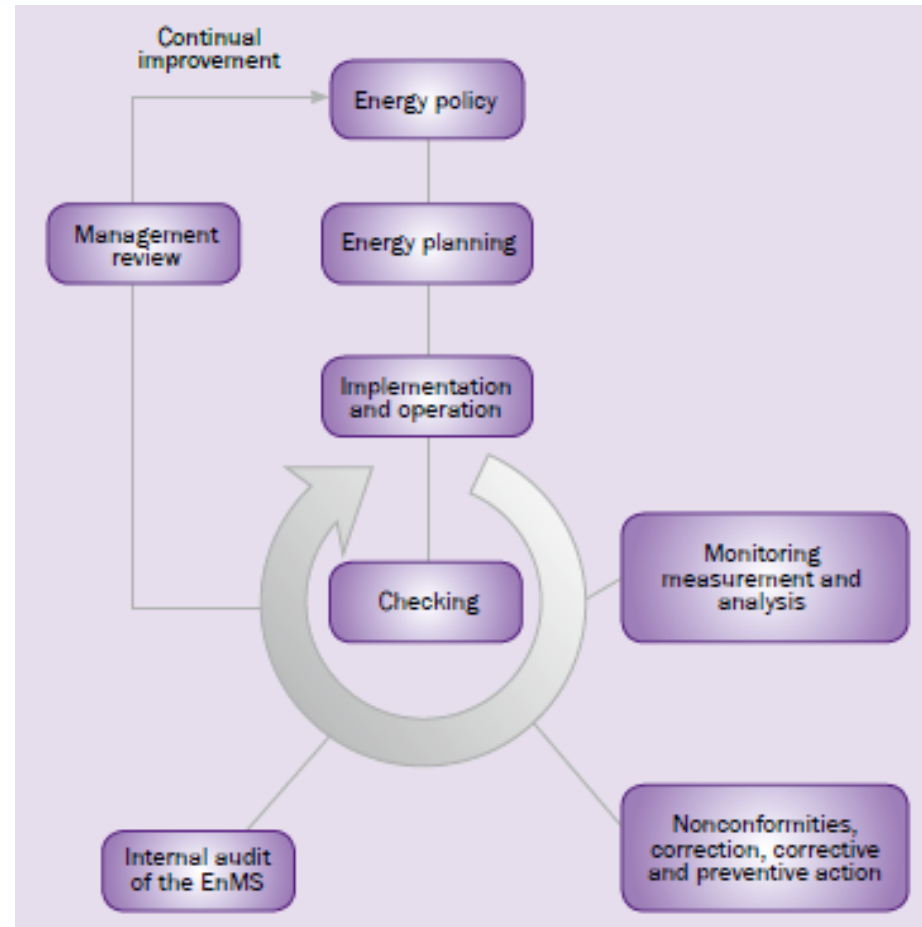 Continual
improvement
Energy policy
Management
review
Energy planning
Implementation
and operation
Checking
Monitoring
measurement and
analysis
Internal audit
of the EnMS
Nonconformities,
correction, corrective
and preventive action